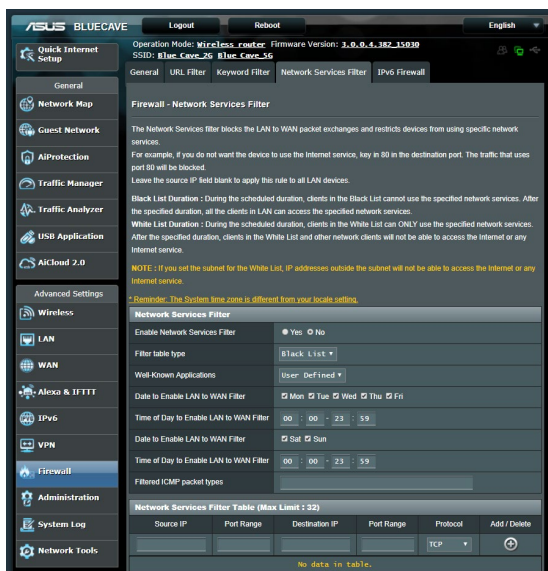 ASUS BLUECAVE Logout Reboot English
Quick Internet Setup
Operation Mode: Wireless router Firmware Version: 3.0.0.4.382_15030
SSID: Blue Cave_2G Blue Cave_5G
General URL Filter Keyword Filter Network Services Filter IPv6 Firewall
General
Network Map
Guest Network
AiProtection
Traffic Manager
Traffic Analyzer
USB Application
AiCloud 2.0
Advanced Settings
Wireless
LAN
WAN
Alexa & IFTTT
IPv6
VPN
Firewall
Administration
System Log
Network Tools
Firewall - Network Services Filter
The Network Services filter blocks the LAN to WAN packet exchanges and restricts devices from using specific network
services.
For example, if you do not want the device to use the Internet service, key in 80 in the destination port. The traffic that uses
port 80 will be blocked.
Leave the source IP field blank to apply this rule to all LAN devices.
Black List Duration : During the scheduled duration, clients in the Black List cannot use the specified network services. After
the specified duration, all the clients in LAN can access the specified network services.
White List Duration : During the scheduled duration, clients in the White List can ONLY use the specified network services.
After the specified duration, clients in the White List and other network clients will not be able to access the Internet or any
Internet service.
NOTE : If you set the subnet for the White List, IP addresses outside the subnet will not be able to access the Internet or any
Internet service.
* Reminder: The System time zone is different from your locale setting.
Network Services Filter
Enable Network Services Filter Yes No
Filter table type Black List
Well-Known Applications User Defined
Date to Enable LAN to WAN Filter Mon Tue Wed Thu Fri
Time of Day to Enable LAN to WAN Filter 00 : 00 - 23 : 59
Date to Enable LAN to WAN Filter Sat Sun
Time of Day to Enable LAN to WAN Filter 00 : 00 - 23 : 59
Filtered ICMP packet types
Network Services Filter Table (Max Limit : 32)
Source IP Port Range Destination IP Port Range Protocol Add / Delete
TCP
No data in table.